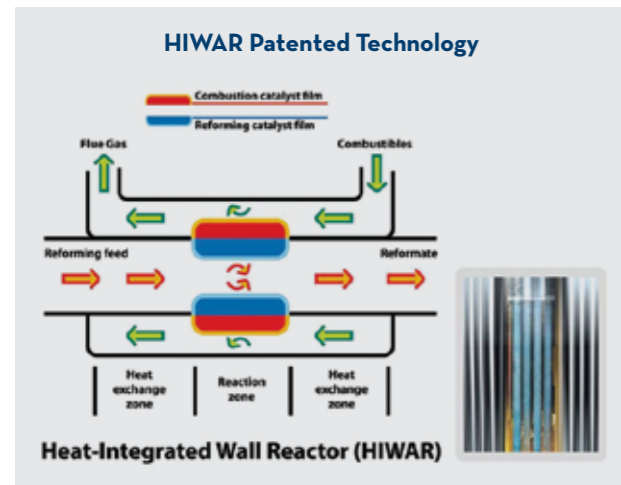 HIWAR Patented Technology
Combustion catalyst film
Reforming catalyst film
Flue Gas
Combustibles
Reforming feed
Reformate
Heat
exchange
zone
Reaction
zone
Heat
exchange
zone
Heat-Integrated Wall Reactor (HIWAR)